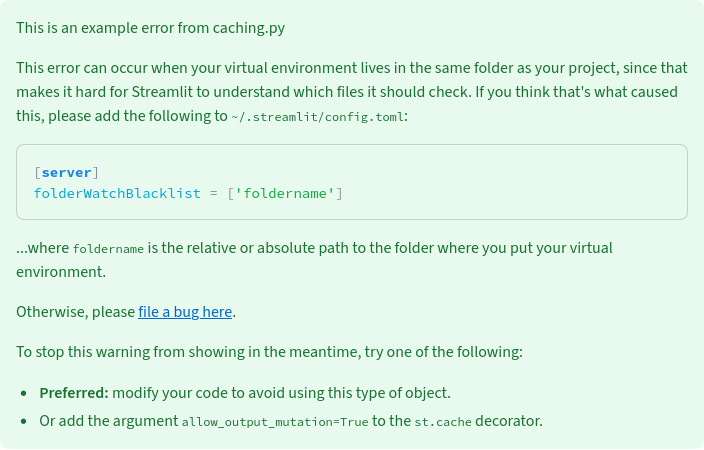 This is an example error from caching.py
This error can occur when your virtual environment lives in the same folder as your project, since that
makes it hard for Streamlit to understand which files it should check. If you think that's what caused
this, please add the following to ~/.streamlit/config.toml:
[server]
folderWatchBlacklist = ['foldername']
...where foldername is the relative or absolute path to the folder where you put your virtual
environment.
Otherwise, please file a bug here.
To stop this warning from showing in the meantime, try one of the following:
• Preferred: modify your code to avoid using this type of object.
• Or add the argument allow_output_mutation=True to the st.cache decorator.